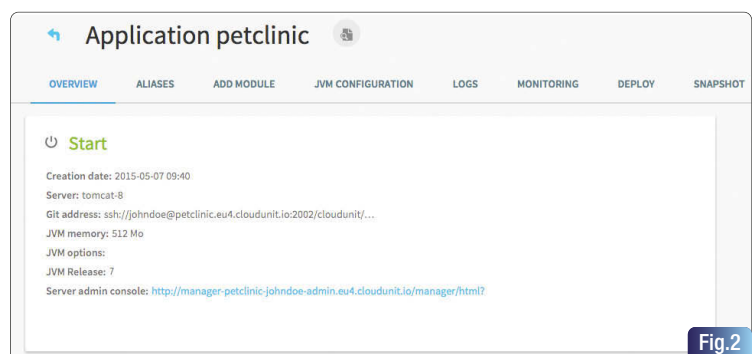 Application petclinic
OVERVIEW ALIASES ADD MODULE JVM CONFIGURATION LOGS MONITORING DEPLOY SNAPSHOT
Start
Creation date: 2015-05-07 09:40
Server: tomcat-8
Git address: ssh://johndoe@petclinic.eu4.cloudunit.io:2002/cloudunit/...
JVM memory: 512 Mo
JVM options:
JVM Release: 7
Server admin console: http://manager-petclinic-johndoe-admin.eu4.cloudunit.io/manager/html?
Fig.2